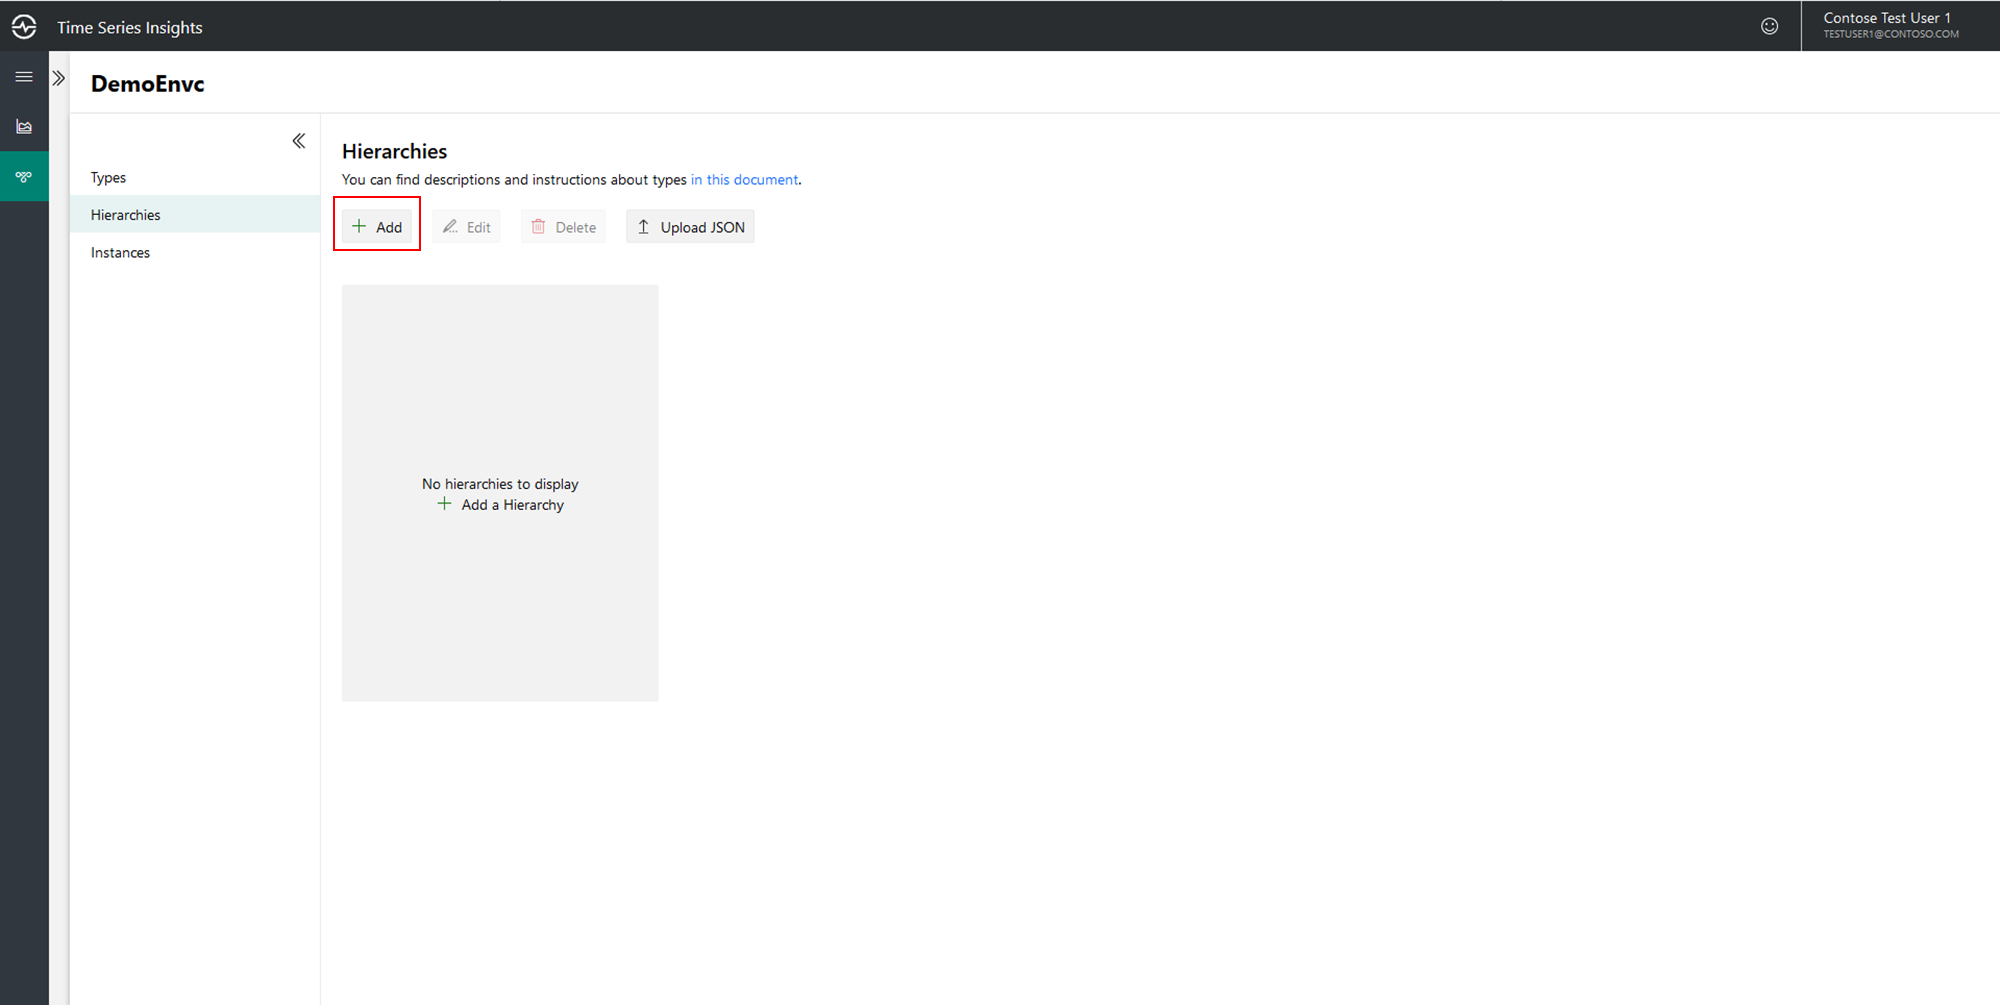 Time Series Insights
Contose Test User 1
TESTUSER1@CONTOSO.COM
DemoEnvc
Types
Hierarchies
Instances
Hierarchies
You can find descriptions and instructions about types in this document.
Add
Edit
Delete
Upload JSON
No hierarchies to display
Add a Hierarchy